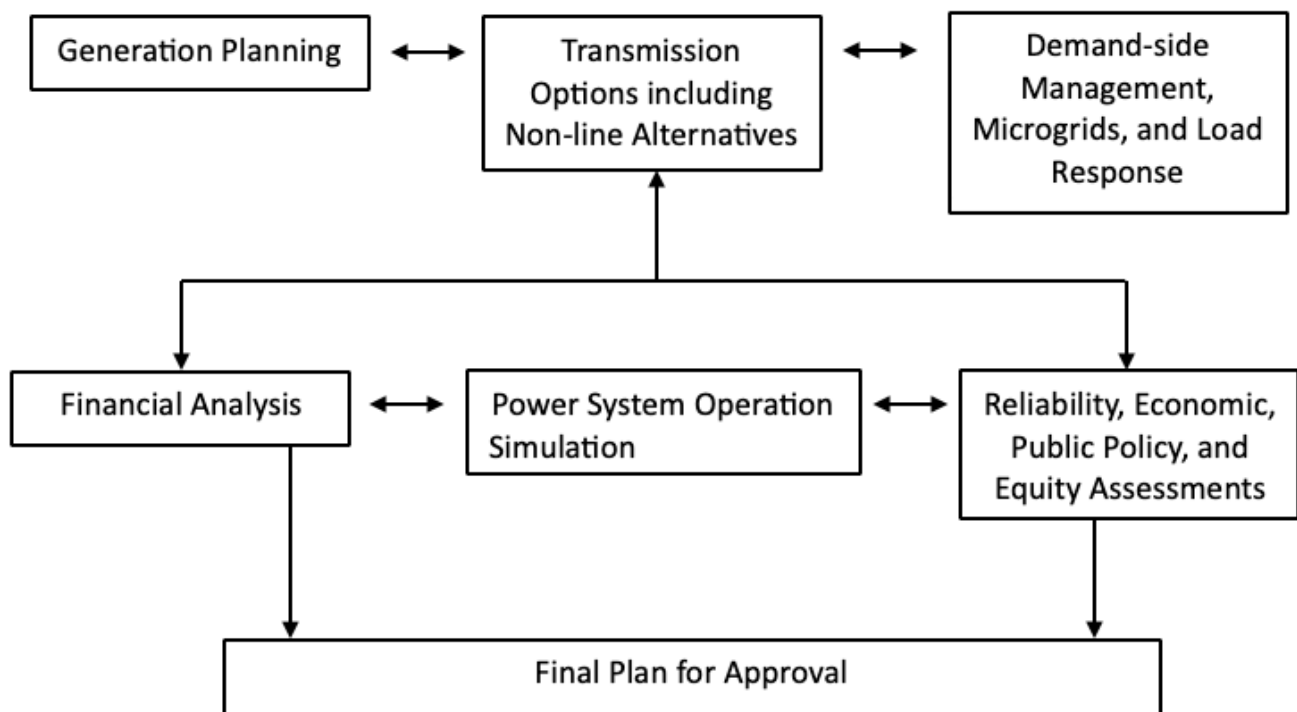 Generation Planning
Transmission
Options including
Non-line Alternatives
Demand-side
Management,
Microgrids, and Load
Response
Financial Analysis
Power System Operation
Simulation
Reliability, Economic,
Public Policy, and
Equity Assessments
Final Plan for Approval